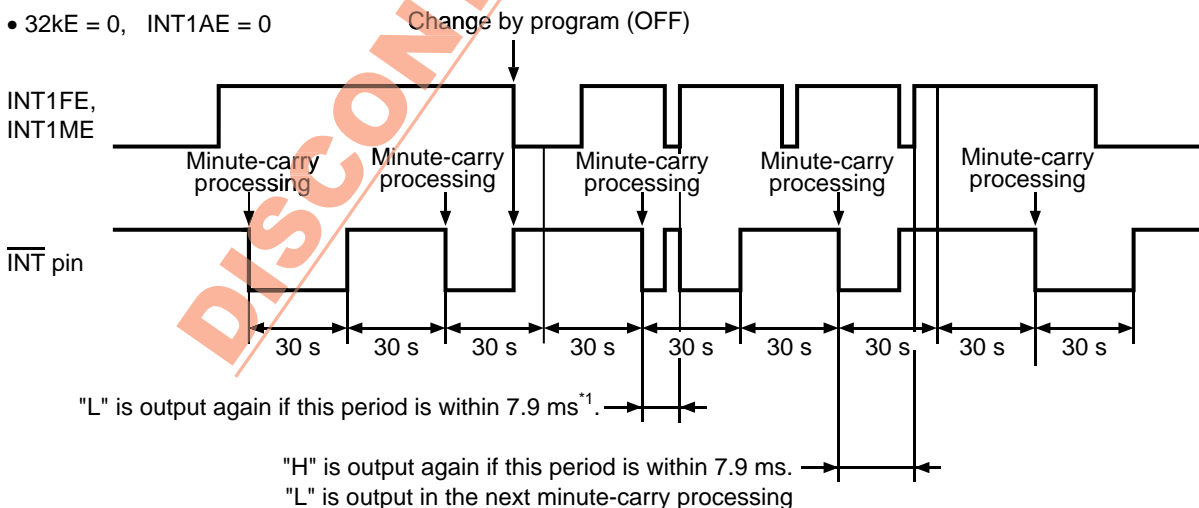 • 32kE = 0, INT1AE = 0
Change by program (OFF)
INT1FE,
INT1ME
Minute-carry
processing
Minute-carry
processing
Minute-carry
processing
Minute-carry
processing
Minute-carry
processing
INT pin
30 s
30 s
30 s
30 s
30 s
30 s
30 s
30 s
30 s
"L" is output again if this period is within 7.9 ms*1.
"H" is output again if this period is within 7.9 ms.
"L" is output in the next minute-carry processing
DISCON